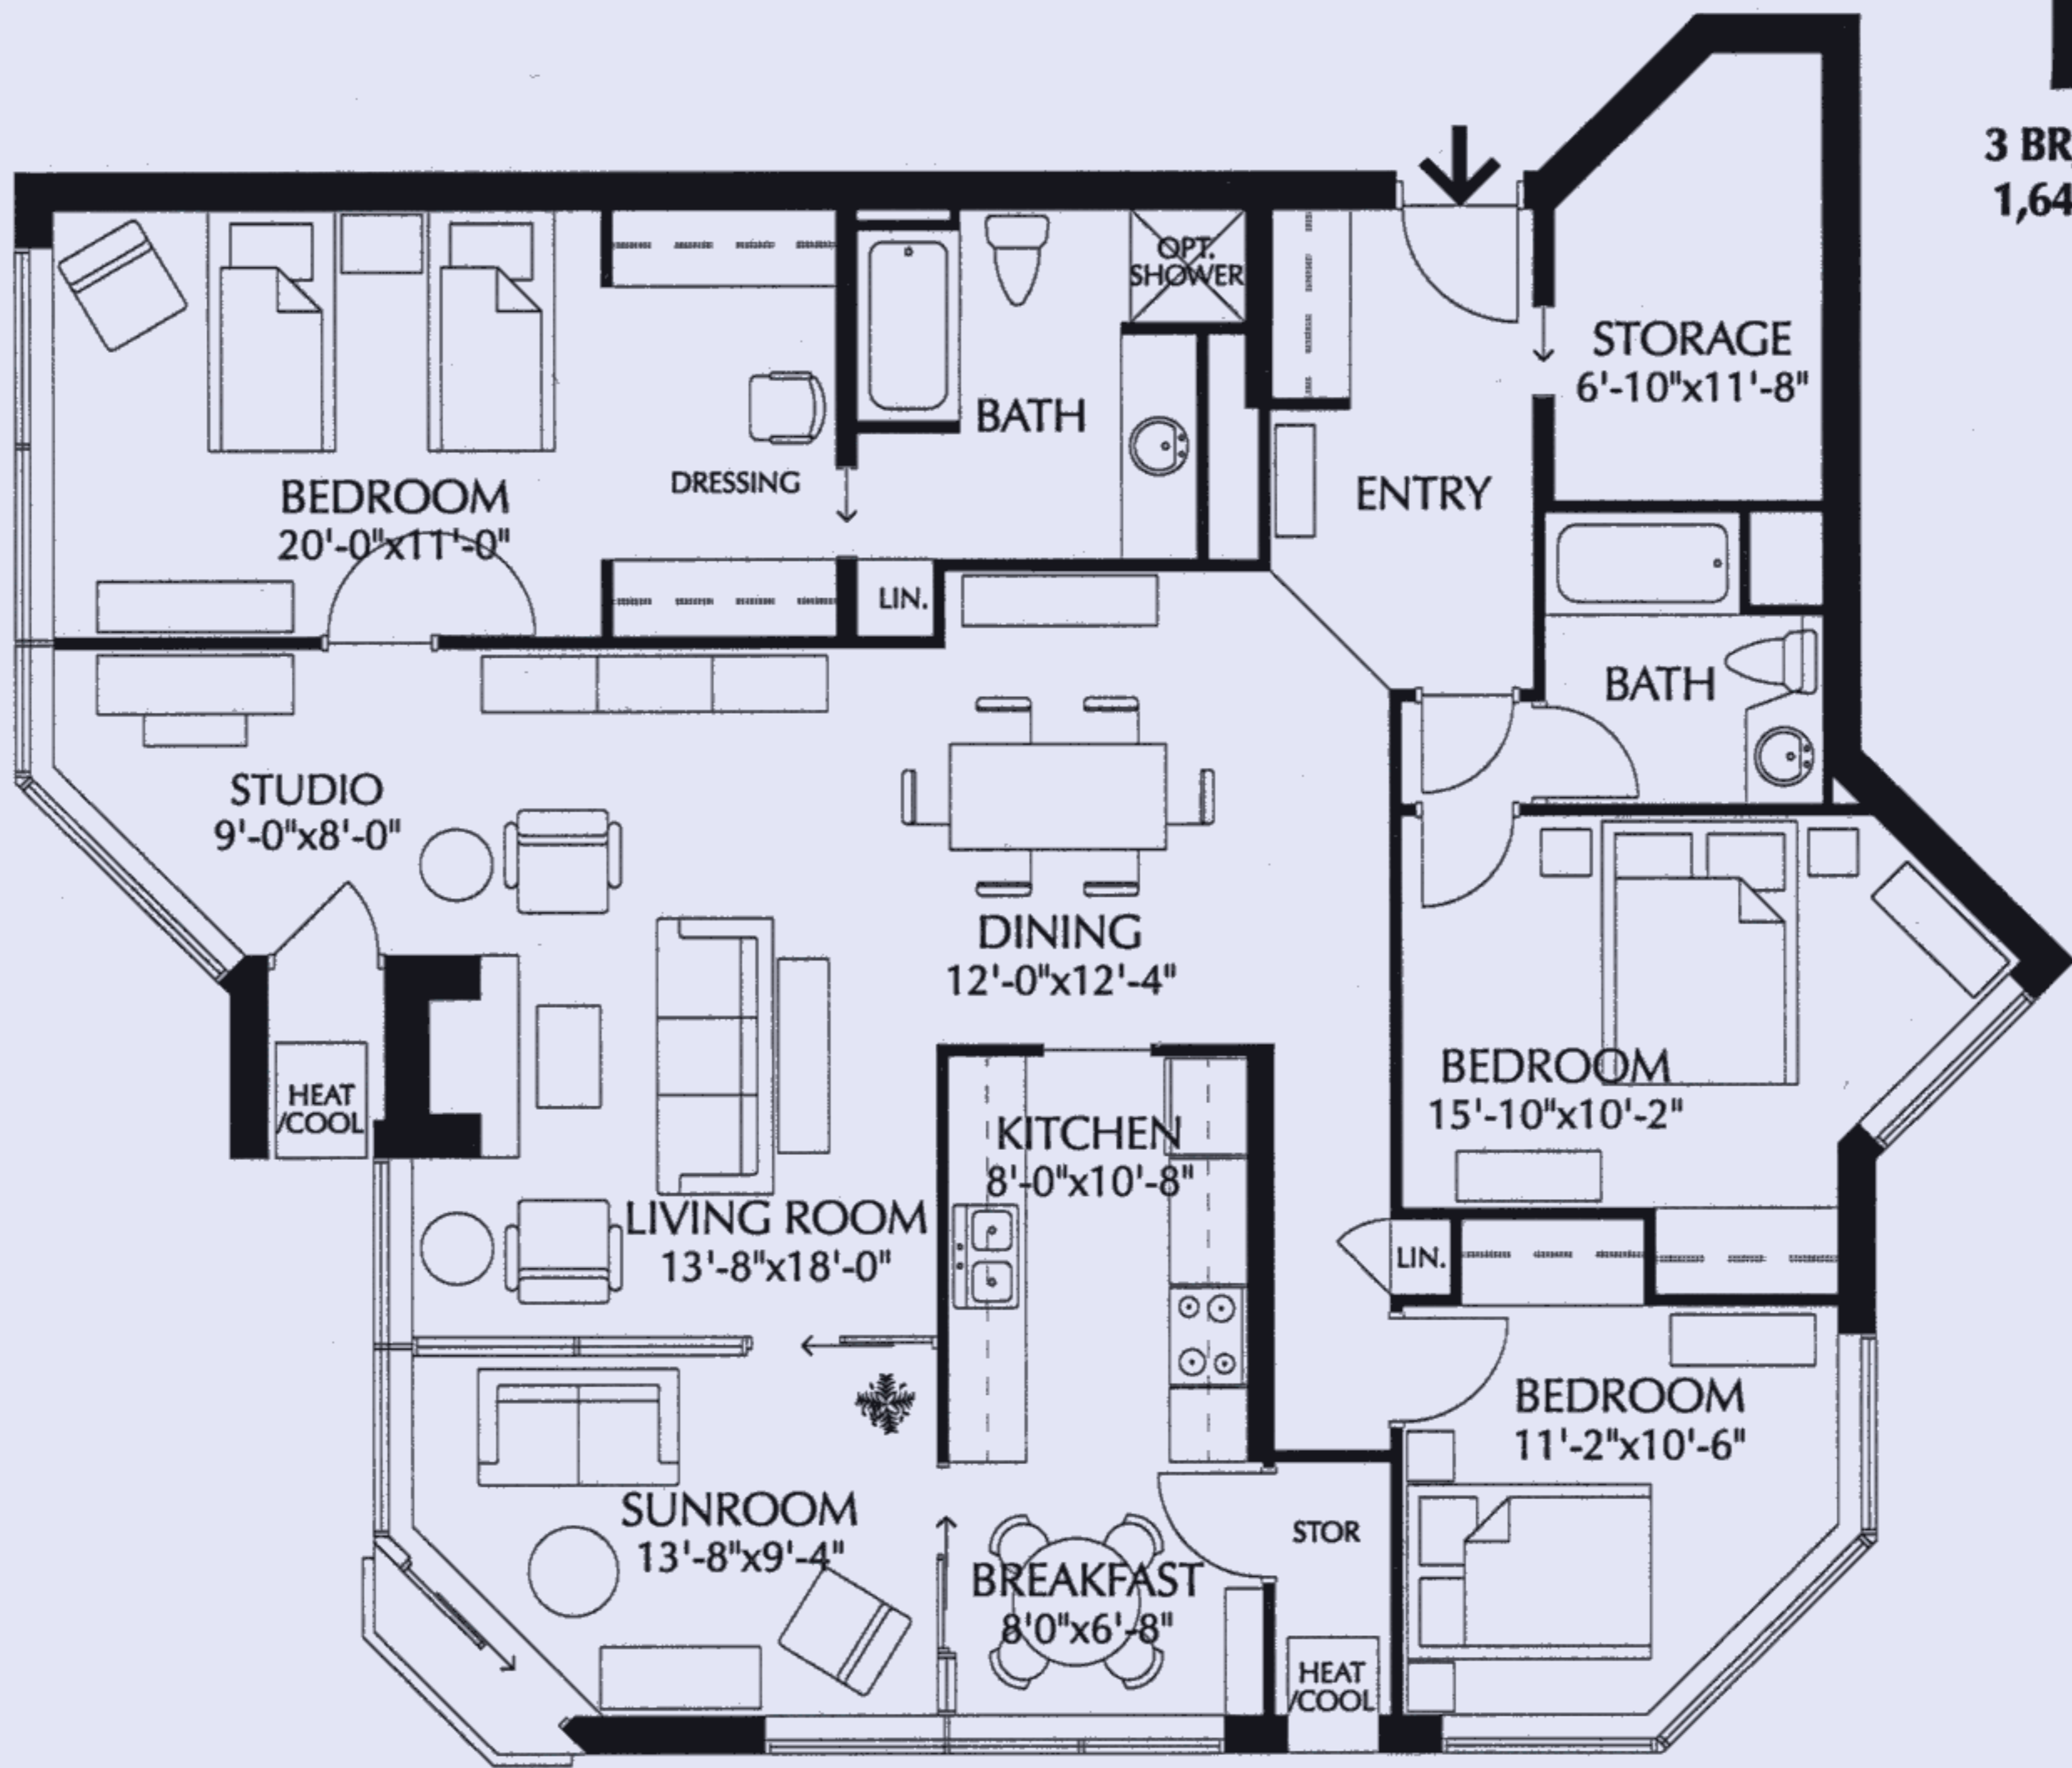 3 BR
1,64
OPT.
SHOWER
STORAGE
6'-10"x11'-8"
BATH
DRESSING
BEDROOM
20'-0"x11'-0"
ENTRY
LIN.
BATH
STUDIO
9'-0"x8'-0"
DINING
12'-0"x12'-4"
BEDROOM
15'-10"x10'-2"
HEAT
/COOL
KITCHEN
8'-0"x10'-8"
LIVING ROOM
13'-8"x18'-0"
LIN.
BEDROOM
11'-2"x10'-6"
SUNROOM
13'-8"x9'-4"
STOR
BREAKFAST
8'0"x6'-8"
HEAT
/COOL